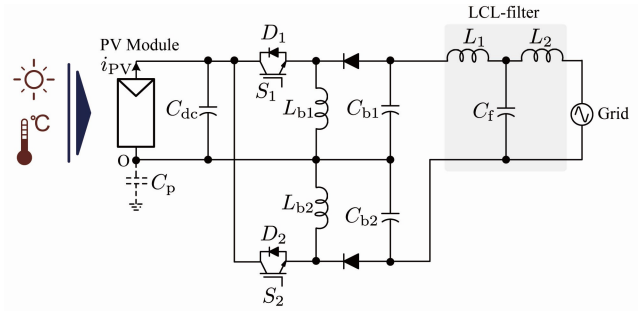 LCL-filter
PV Module
i_PV
D_1
S_1
L_b1
C_b1
C_dc
L_1
L_2
C_f
Grid
°C
O
C_p
L_b2
C_b2
D_2
S_2